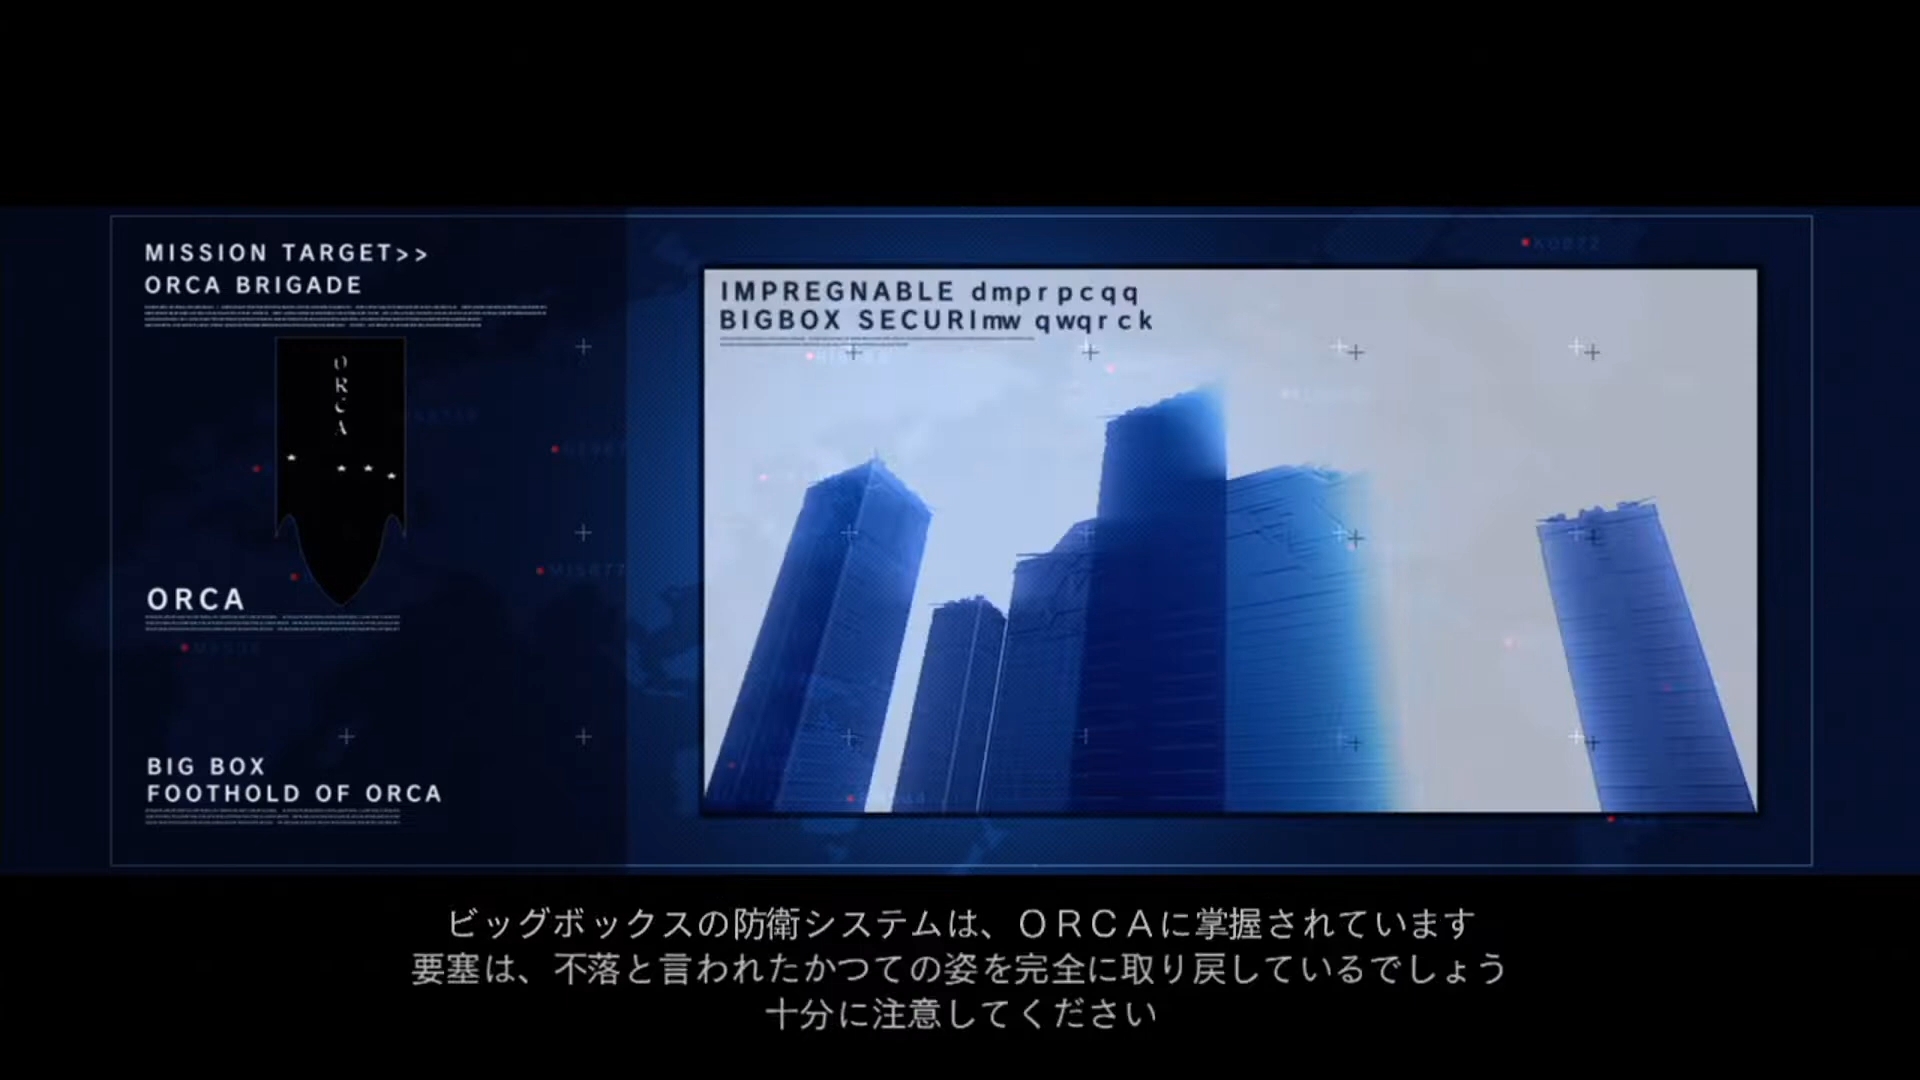 MISSION TARGET>>
ORCA BRIGADE
ORCA
ORCA
BIG BOX
FOOTHOLD OF ORCA
IMPREGNABLE dmprpcqq
BIGBOX SECURImw qwqrck
ビッグボックスの防衛システムは、ＯＲＣＡに掌握されています
要塞は、不落と言われたかつての姿を完全に取り戻しているでしょう
十分に注意してください